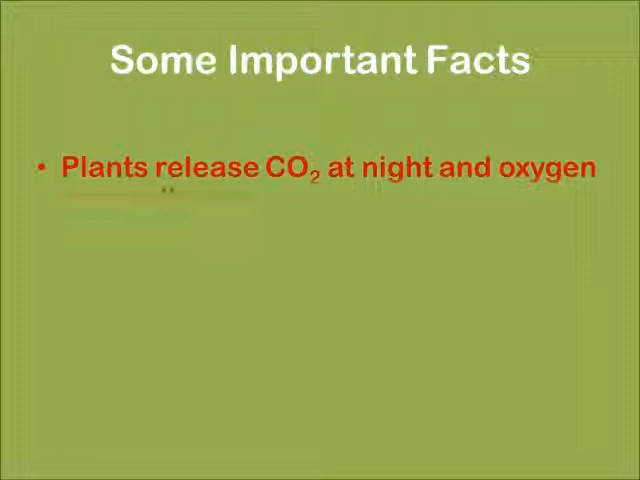 Some Important Facts
• Plants release CO₂ at night and oxygen